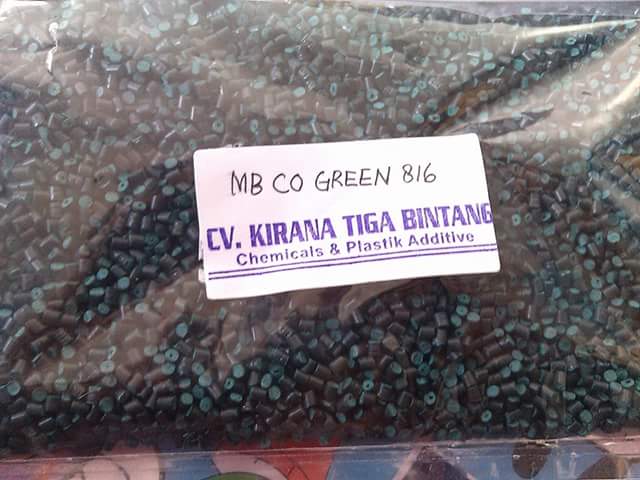 MB CO GREEN 816
CV. KIRANA TIGA BINTANG
Chemicals & Plastik Additive